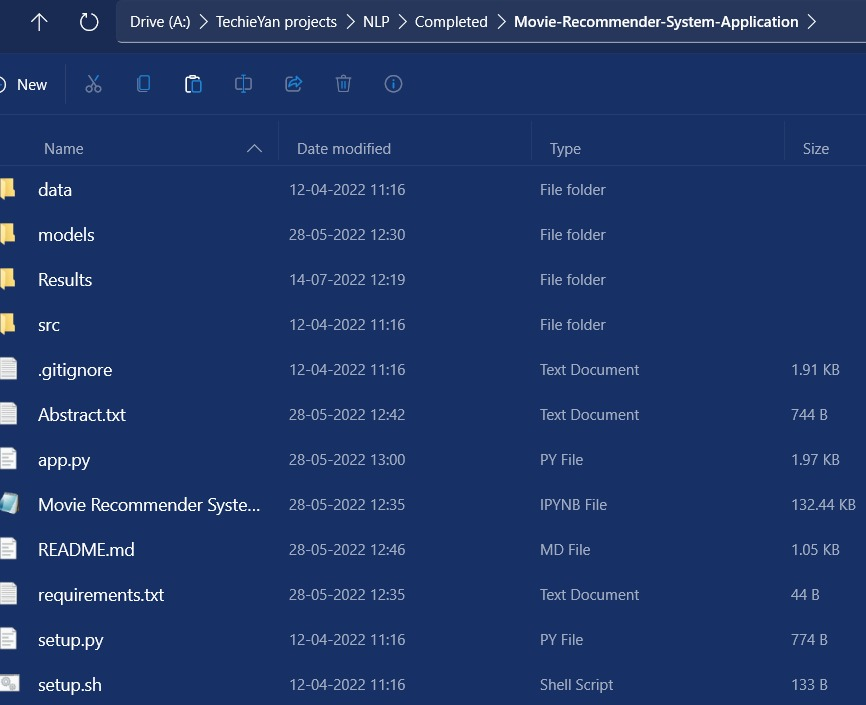 Drive (A:) > TechieYan projects > NLP > Completed > Movie-Recommender-System-Application >
New
Name Date modified Type Size
data 12-04-2022 11:16 File folder
models 28-05-2022 12:30 File folder
Results 14-07-2022 12:19 File folder
src 12-04-2022 11:16 File folder
.gitignore 12-04-2022 11:16 Text Document 1.91 KB
Abstract.txt 28-05-2022 12:42 Text Document 744 B
app.py 28-05-2022 13:00 PY File 1.97 KB
Movie Recommender Syste... 28-05-2022 12:35 IPYNB File 132.44 KB
README.md 28-05-2022 12:46 MD File 1.05 KB
requirements.txt 28-05-2022 12:35 Text Document 44 B
setup.py 12-04-2022 11:16 PY File 774 B
setup.sh 12-04-2022 11:16 Shell Script 133 B